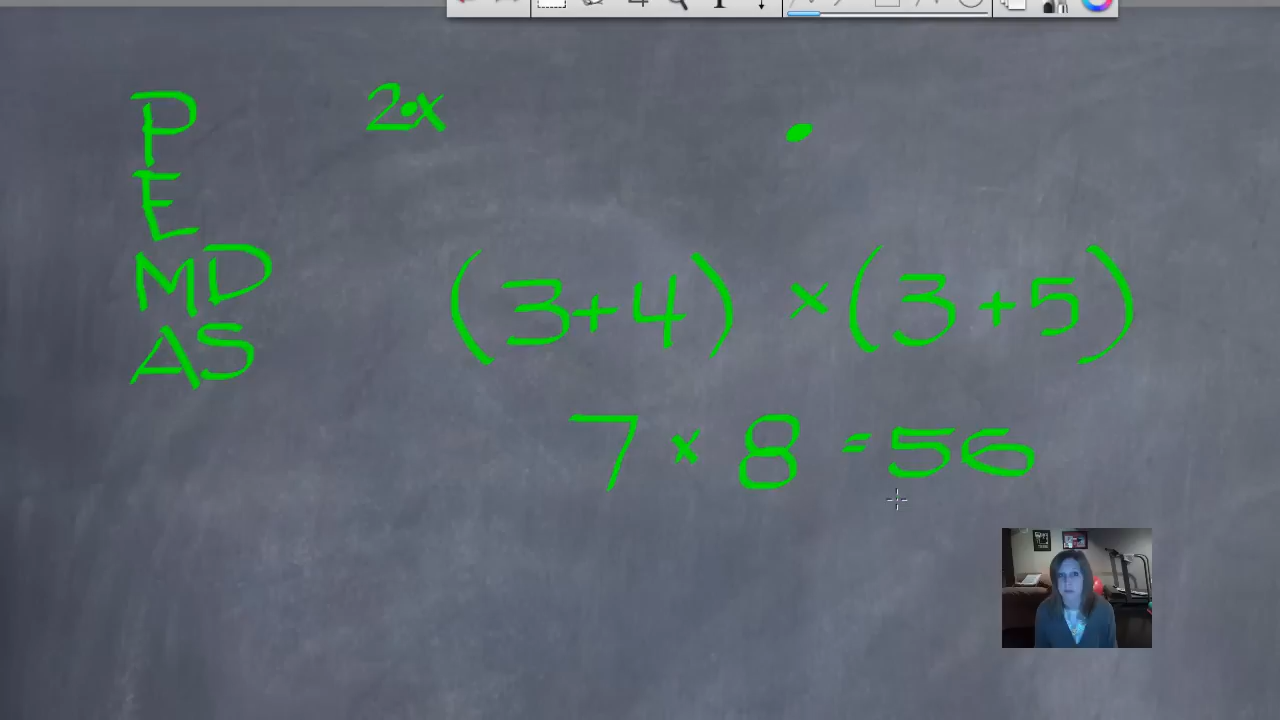 P
E
MD
AS
2•x
•
(3+4) × (3+5)
7 × 8 = 56